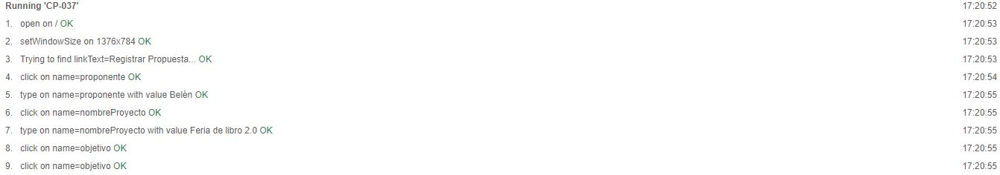 Running 'CP-037' 17:20:52
1. open on / OK 17:20:53
2. setWindowSize on 1376x784 OK 17:20:53
3. Trying to find linkText=Registrar Propuesta... OK 17:20:53
4. click on name=proponente OK 17:20:54
5. type on name=proponente with value Belén OK 17:20:55
6. click on name=nombreProyecto OK 17:20:55
7. type on name=nombreProyecto with value Feria de libro 2.0 OK 17:20:55
8. click on name=objetivo OK 17:20:55
9. click on name=objetivo OK 17:20:55